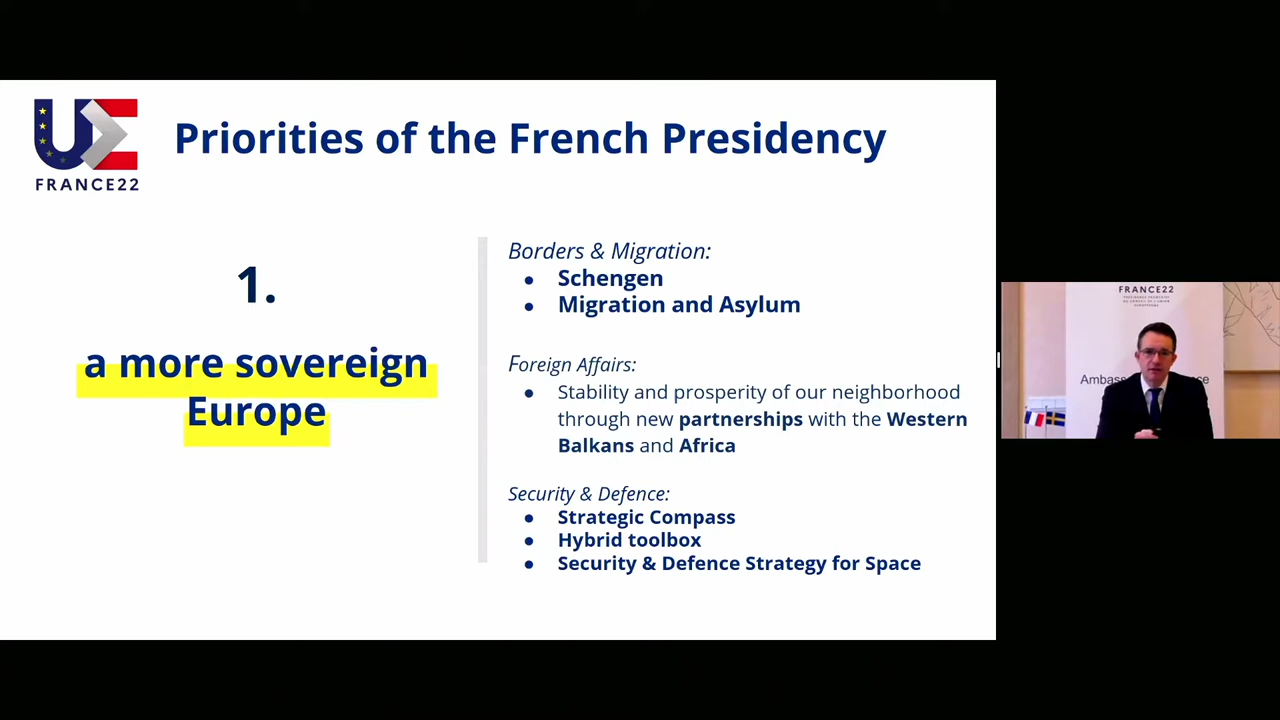 UE
FRANCE22
Priorities of the French Presidency
1.
a more sovereign
Europe
Borders & Migration:
● Schengen
● Migration and Asylum
Foreign Affairs:
● Stability and prosperity of our neighborhood
through new partnerships with the Western
Balkans and Africa
Security & Defence:
● Strategic Compass
● Hybrid toolbox
● Security & Defence Strategy for Space
FRANCE22